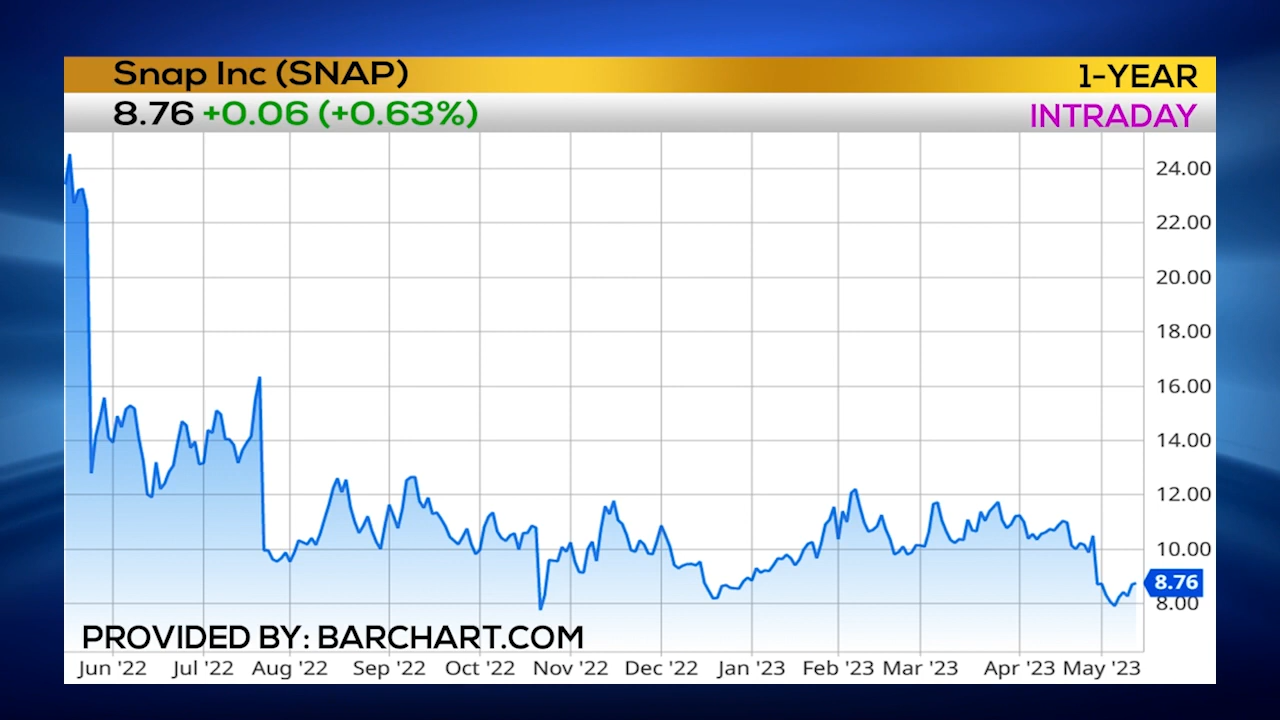 Snap Inc (SNAP)
1-YEAR
8.76 +0.06 (+0.63%)
INTRADAY
24.00
22.00
20.00
18.00
16.00
14.00
12.00
10.00
8.76
8.00
PROVIDED BY: BARCHART.COM
Jun '22 Jul '22 Aug '22 Sep '22 Oct '22 Nov '22 Dec '22 Jan '23 Feb '23 Mar '23 Apr '23 May '23